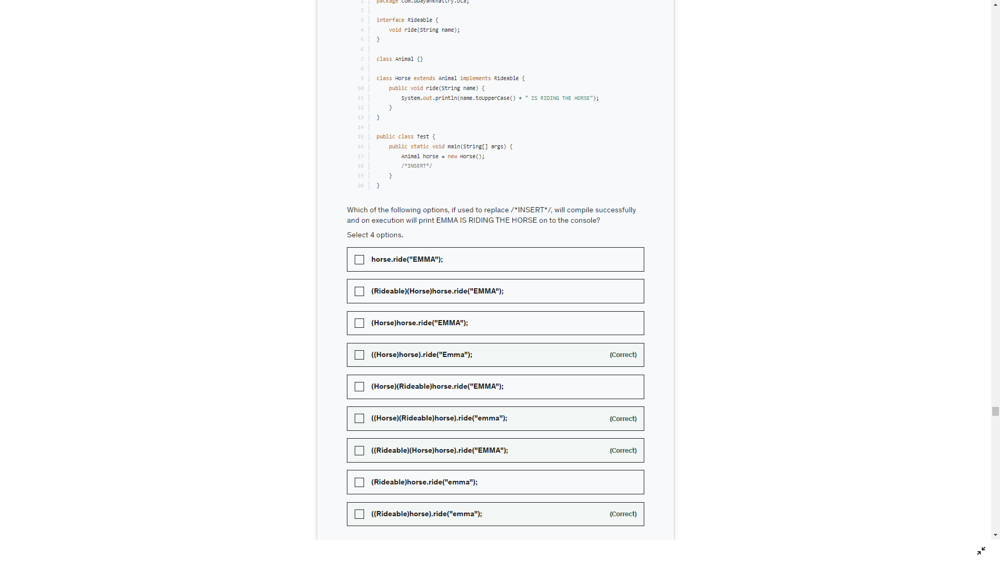 1 package com.udayankhattry.oca;
2
3 interface Rideable {
4 void ride(String name);
5 }
6
7 class Animal {}
8
9 class Horse extends Animal implements Rideable {
10 public void ride(String name) {
11 System.out.println(name.toUpperCase() + " IS RIDING THE HORSE");
12 }
13 }
14
15 public class Test {
16 public static void main(String[] args) {
17 Animal horse = new Horse();
18 /*INSERT*/
19 }
20 }
Which of the following options, if used to replace /*INSERT*/, will compile successfully
and on execution will print EMMA IS RIDING THE HORSE on to the console?
Select 4 options.
horse.ride("EMMA");
(Rideable)(Horse)horse.ride("EMMA");
(Horse)horse.ride("EMMA");
((Horse)horse).ride("Emma"); (Correct)
(Horse)(Rideable)horse.ride("EMMA");
((Horse)(Rideable)horse).ride("emma"); (Correct)
((Rideable)(Horse)horse).ride("EMMA"); (Correct)
(Rideable)horse.ride("emma");
((Rideable)horse).ride("emma"); (Correct)